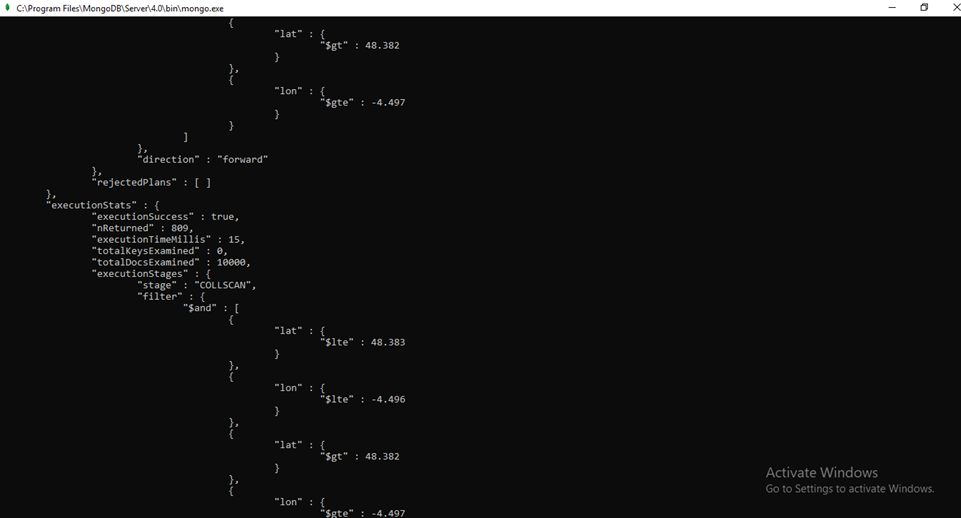 C:\Program Files\MongoDB\Server\4.0\bin\mongo.exe
{
"lat" : {
"$gt" : 48.382
}
},
{
"lon" : {
"$gte" : -4.497
}
}
]
},
"direction" : "forward"
},
"rejectedPlans" : [ ]
},
"executionStats" : {
"executionSuccess" : true,
"nReturned" : 809,
"executionTimeMillis" : 15,
"totalKeysExamined" : 0,
"totalDocsExamined" : 10000,
"executionStages" : {
"stage" : "COLLSCAN",
"filter" : {
"$and" : [
{
"lat" : {
"$lte" : 48.383
}
},
{
"lon" : {
"$lte" : -4.496
}
},
{
"lat" : {
"$gt" : 48.382
}
},
{
"lon" : {
"$gte" : -4.497
Activate Windows
Go to Settings to activate Windows.